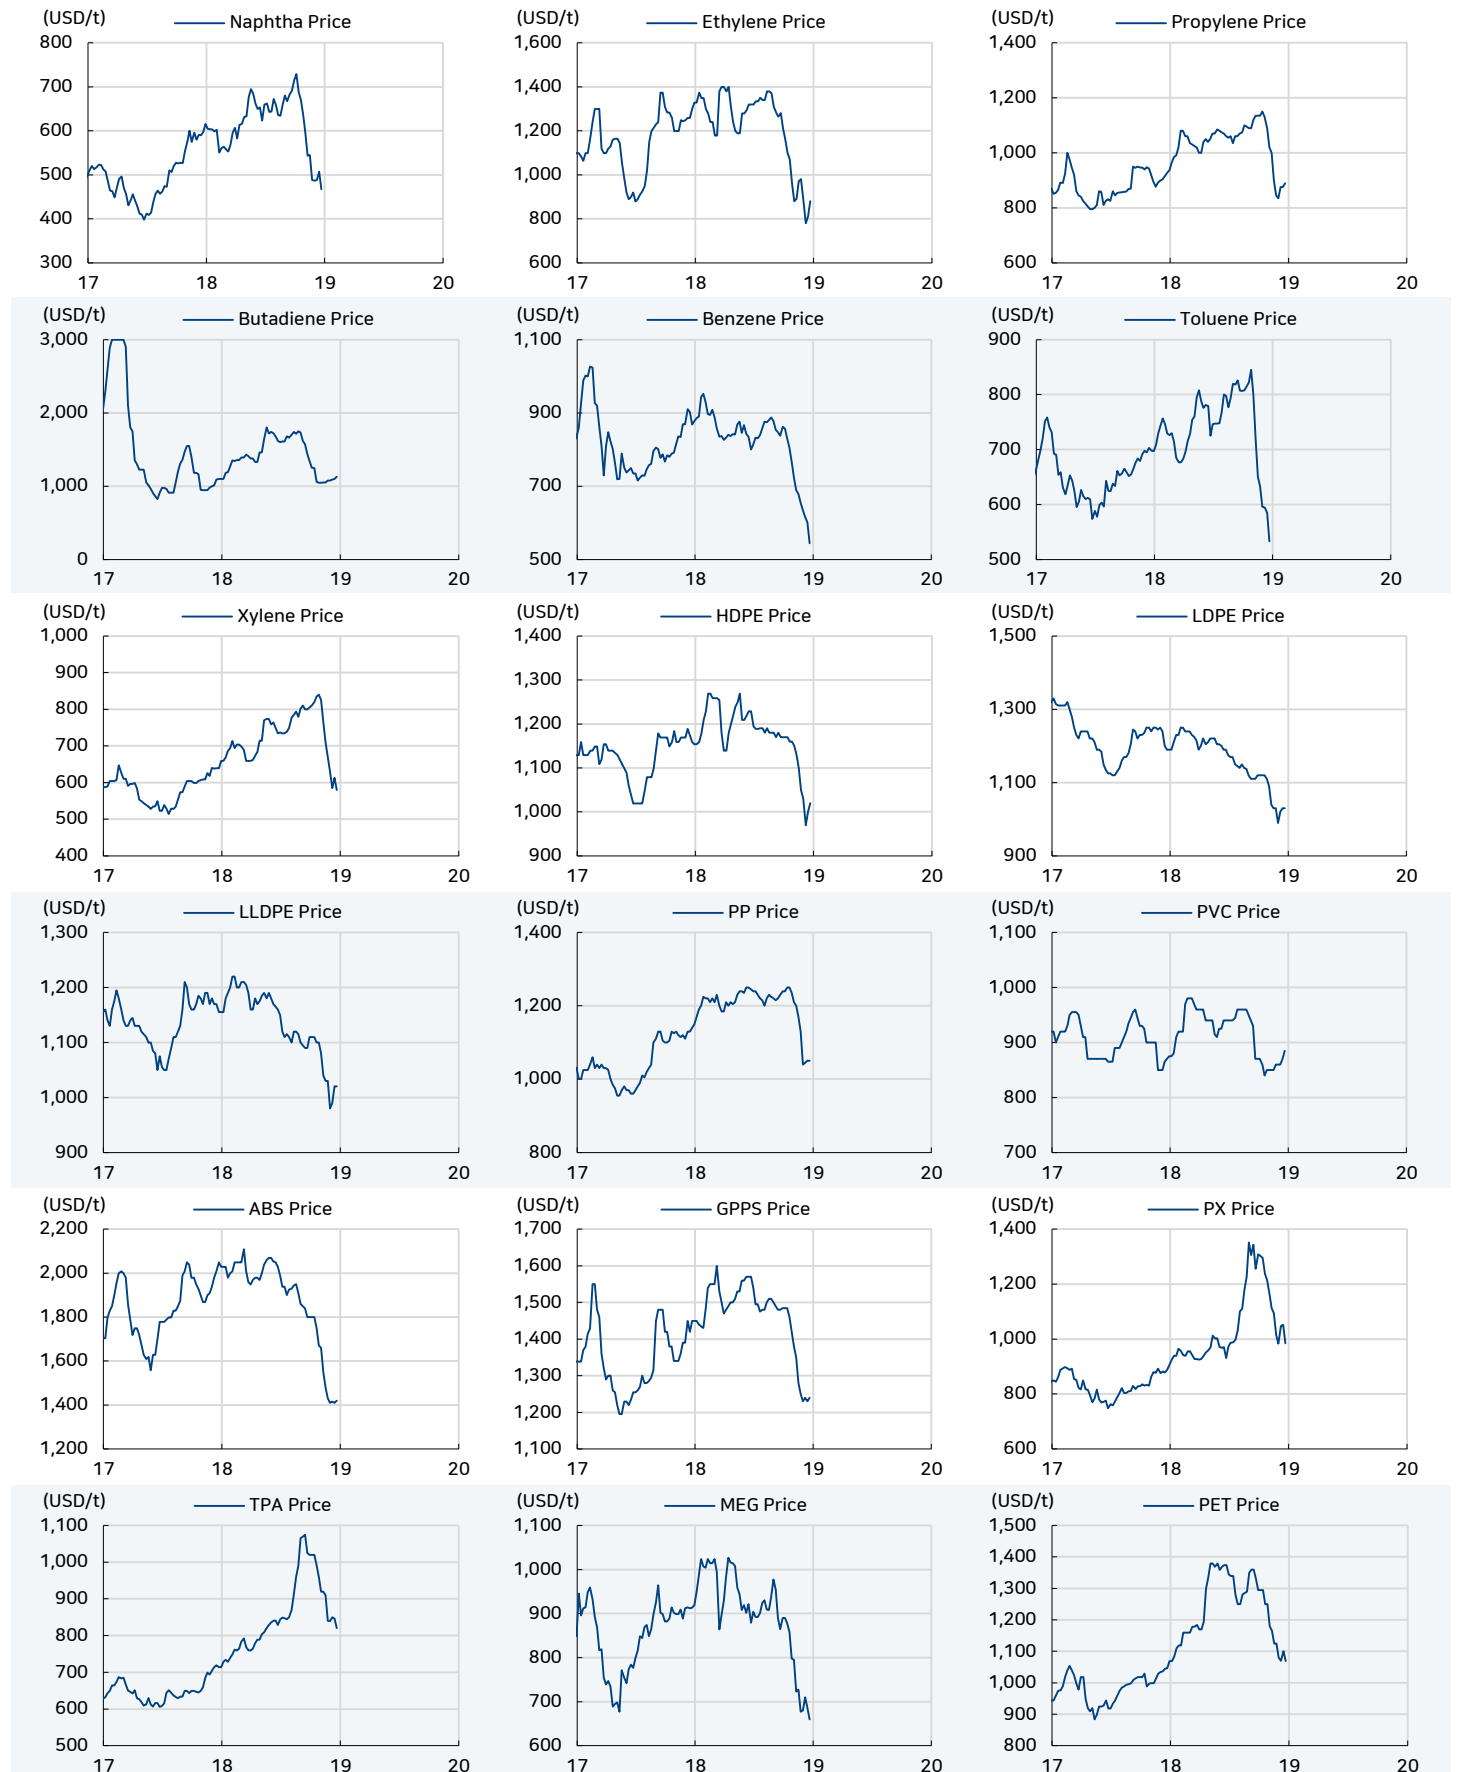 (USD/t) Naphtha Price
800
700
600
500
400
300
17 18 19 20
(USD/t) Ethylene Price
1,600
1,400
1,200
1,000
800
600
17 18 19 20
(USD/t) Propylene Price
1,400
1,200
1,000
800
600
17 18 19 20
(USD/t) Butadiene Price
3,000
2,000
1,000
0
17 18 19 20
(USD/t) Benzene Price
1,100
900
700
500
17 18 19 20
(USD/t) Toluene Price
900
800
700
600
500
17 18 19 20
(USD/t) Xylene Price
1,000
900
800
700
600
500
400
17 18 19 20
(USD/t) HDPE Price
1,400
1,300
1,200
1,100
1,000
900
17 18 19 20
(USD/t) LDPE Price
1,500
1,300
1,100
900
17 18 19 20
(USD/t) LLDPE Price
1,300
1,200
1,100
1,000
900
17 18 19 20
(USD/t) PP Price
1,400
1,200
1,000
800
17 18 19 20
(USD/t) PVC Price
1,100
1,000
900
800
700
17 18 19 20
(USD/t) ABS Price
2,200
2,000
1,800
1,600
1,400
1,200
17 18 19 20
(USD/t) GPPS Price
1,700
1,600
1,500
1,400
1,300
1,200
1,100
17 18 19 20
(USD/t) PX Price
1,400
1,200
1,000
800
600
17 18 19 20
(USD/t) TPA Price
1,100
1,000
900
800
700
600
500
17 18 19 20
(USD/t) MEG Price
1,100
1,000
900
800
700
600
17 18 19 20
(USD/t) PET Price
1,500
1,400
1,300
1,200
1,100
1,000
900
800
17 18 19 20